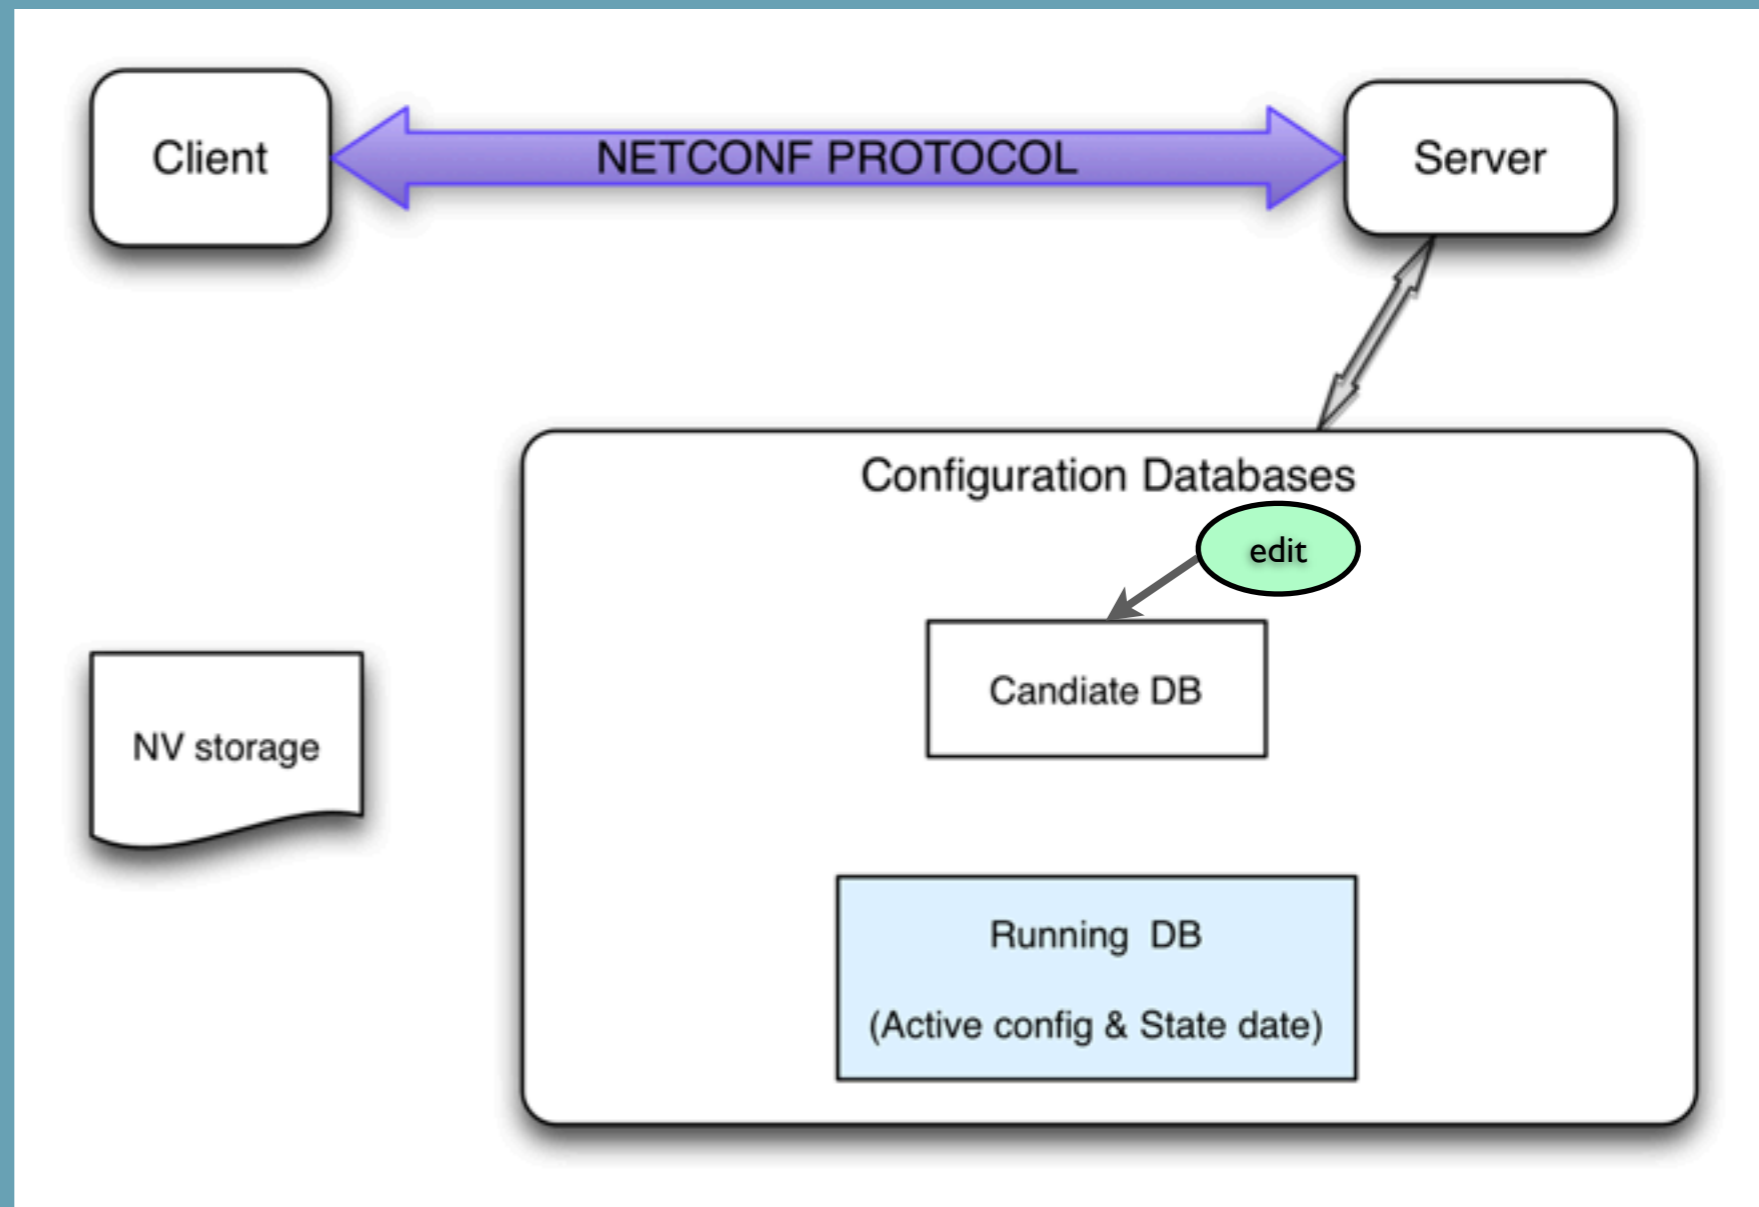 Client
NETCONF PROTOCOL
Server
Configuration Databases
edit
Candiate DB
NV storage
Running DB
(Active config & State date)